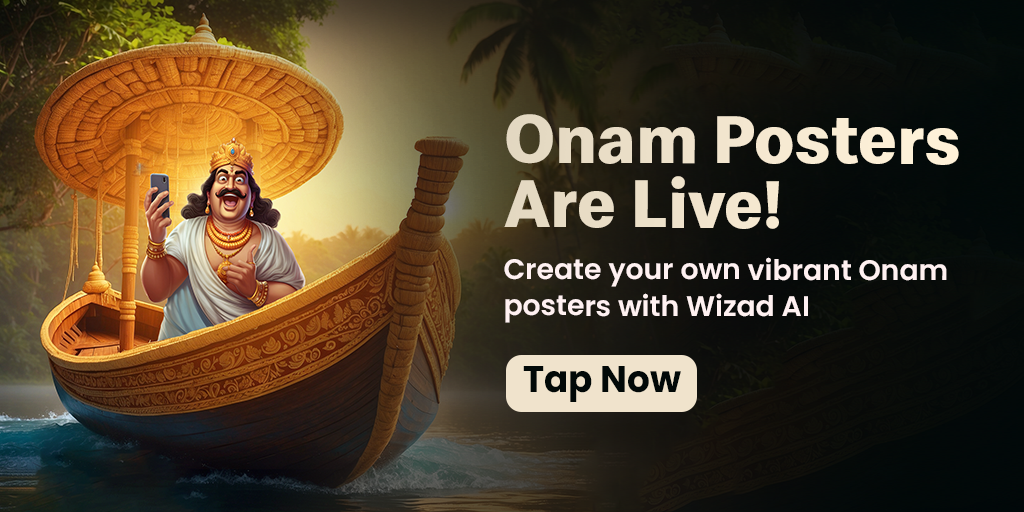 Onam Posters
Are Live!
Create your own vibrant Onam
posters with Wizad AI
Tap Now